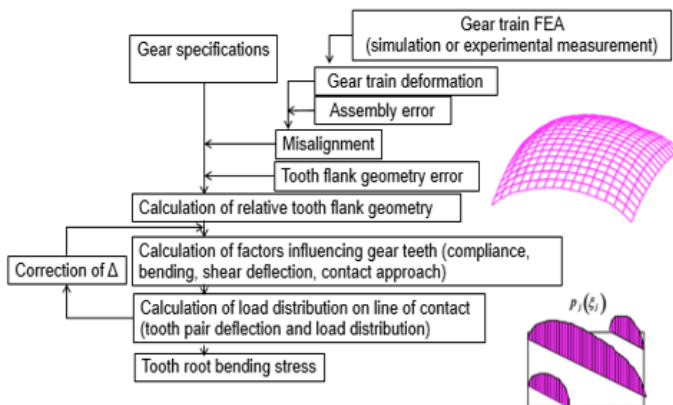 Gear train FEA
(simulation or experimental measurement)
Gear specifications
Gear train deformation
Assembly error
Misalignment
Tooth flank geometry error
Calculation of relative tooth flank geometry
Calculation of factors influencing gear teeth (compliance,
bending, shear deflection, contact approach)
Correction of Δ
Calculation of load distribution on line of contact
(tooth pair deflection and load distribution)
Tooth root bending stress
p_j(ξ_j)